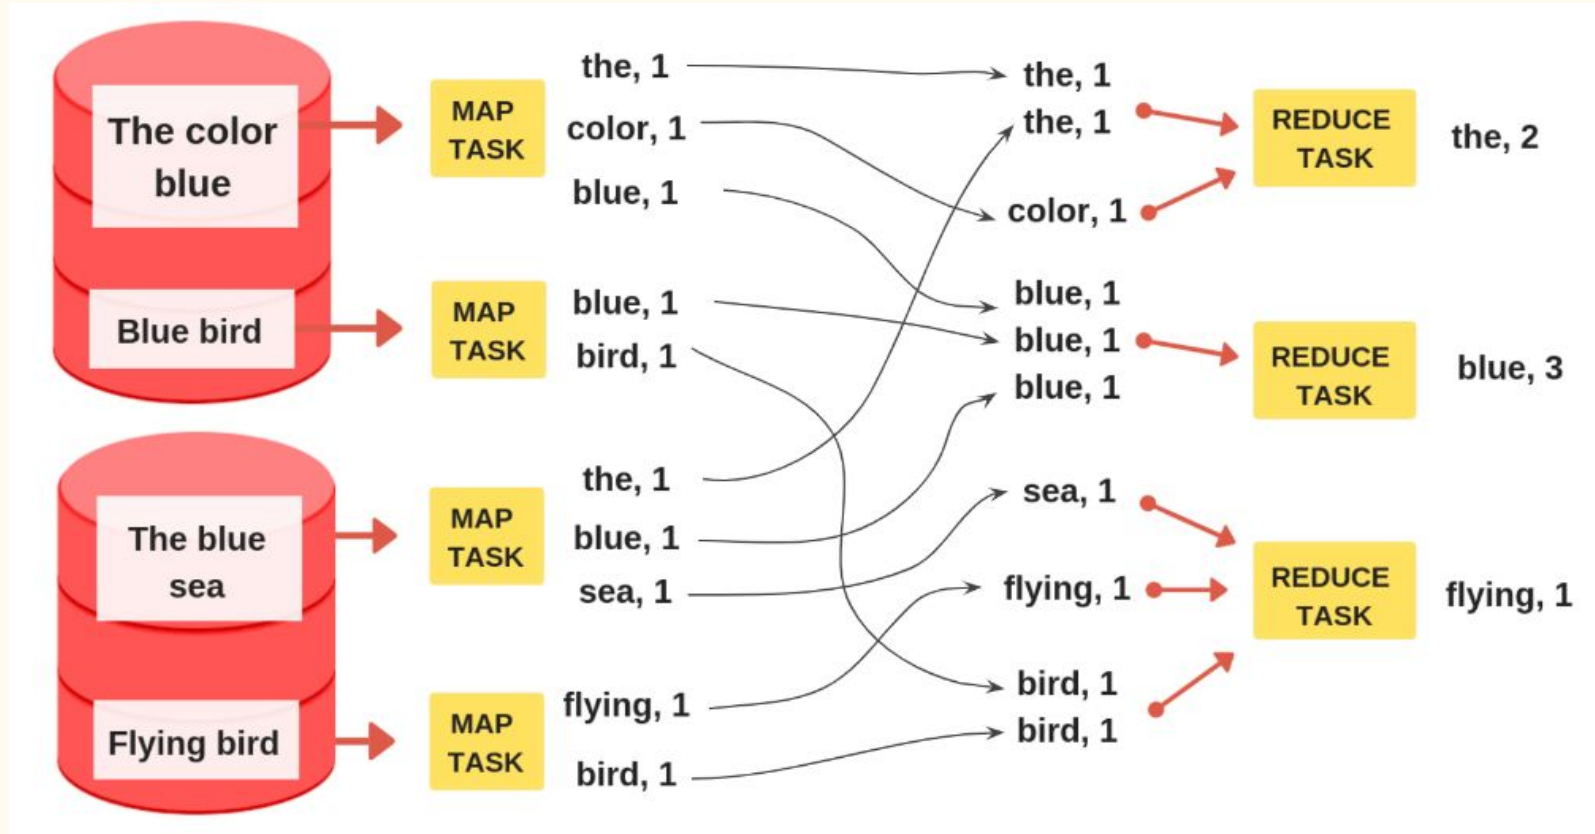 The color
blue
Blue bird
The blue
sea
Flying bird
MAP
TASK
MAP
TASK
MAP
TASK
MAP
TASK
the, 1
color, 1
blue, 1
blue, 1
bird, 1
the, 1
blue, 1
sea, 1
flying, 1
bird, 1
the, 1
the, 1
color, 1
blue, 1
blue, 1
blue, 1
sea, 1
flying, 1
bird, 1
bird, 1
REDUCE
TASK
REDUCE
TASK
REDUCE
TASK
the, 2
blue, 3
flying, 1